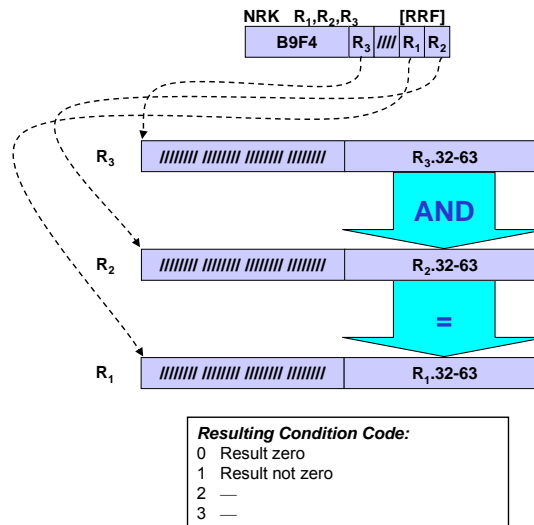 NRK R1,R2,R3 [RRF]
B9F4 R3 //// R1 R2
R3 //////// //////// //////// //////// R3.32-63
AND
R2 //////// //////// //////// //////// R2.32-63
=
R1 //////// //////// //////// //////// R1.32-63
Resulting Condition Code:
0 Result zero
1 Result not zero
2 —
3 —